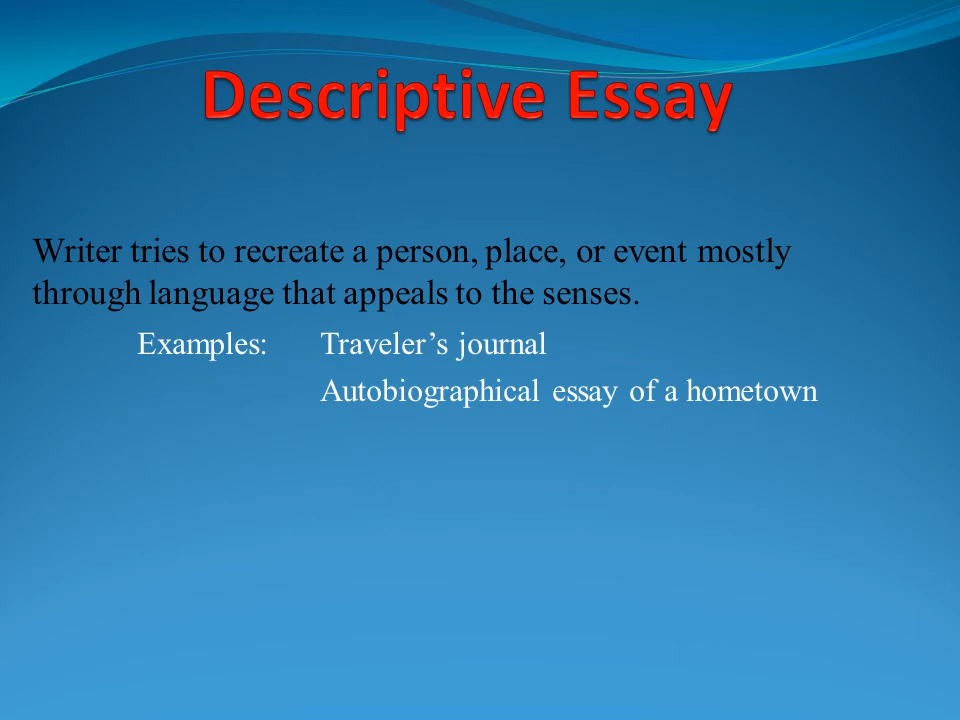 Descriptive Essay
Writer tries to recreate a person, place, or event mostly
through language that appeals to the senses.
Examples: Traveler’s journal
Autobiographical essay of a hometown